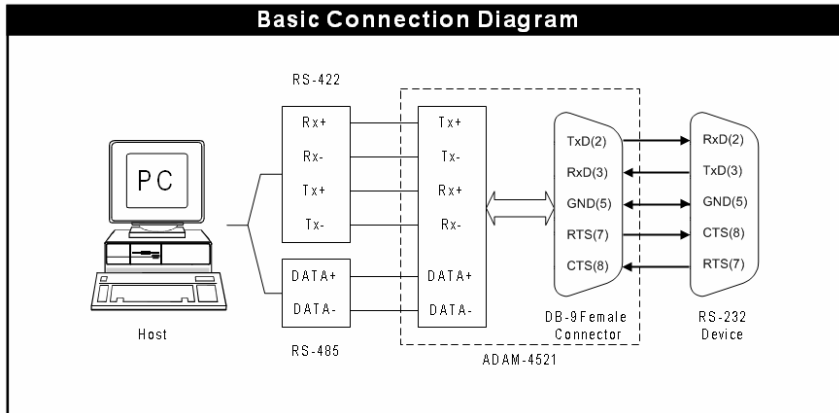 Basic Connection Diagram
RS-422
Rx+
Rx-
Tx+
Tx-
Tx+
Tx-
Rx+
Rx-
DATA+
DATA-
DATA+
DATA-
RS-485
PC
Host
TxD(2)
RxD(3)
GND(5)
RTS(7)
CTS(8)
RxD(2)
TxD(3)
GND(5)
CTS(8)
RTS(7)
DB-9 Female
Connector
RS-232
Device
ADAM-4521